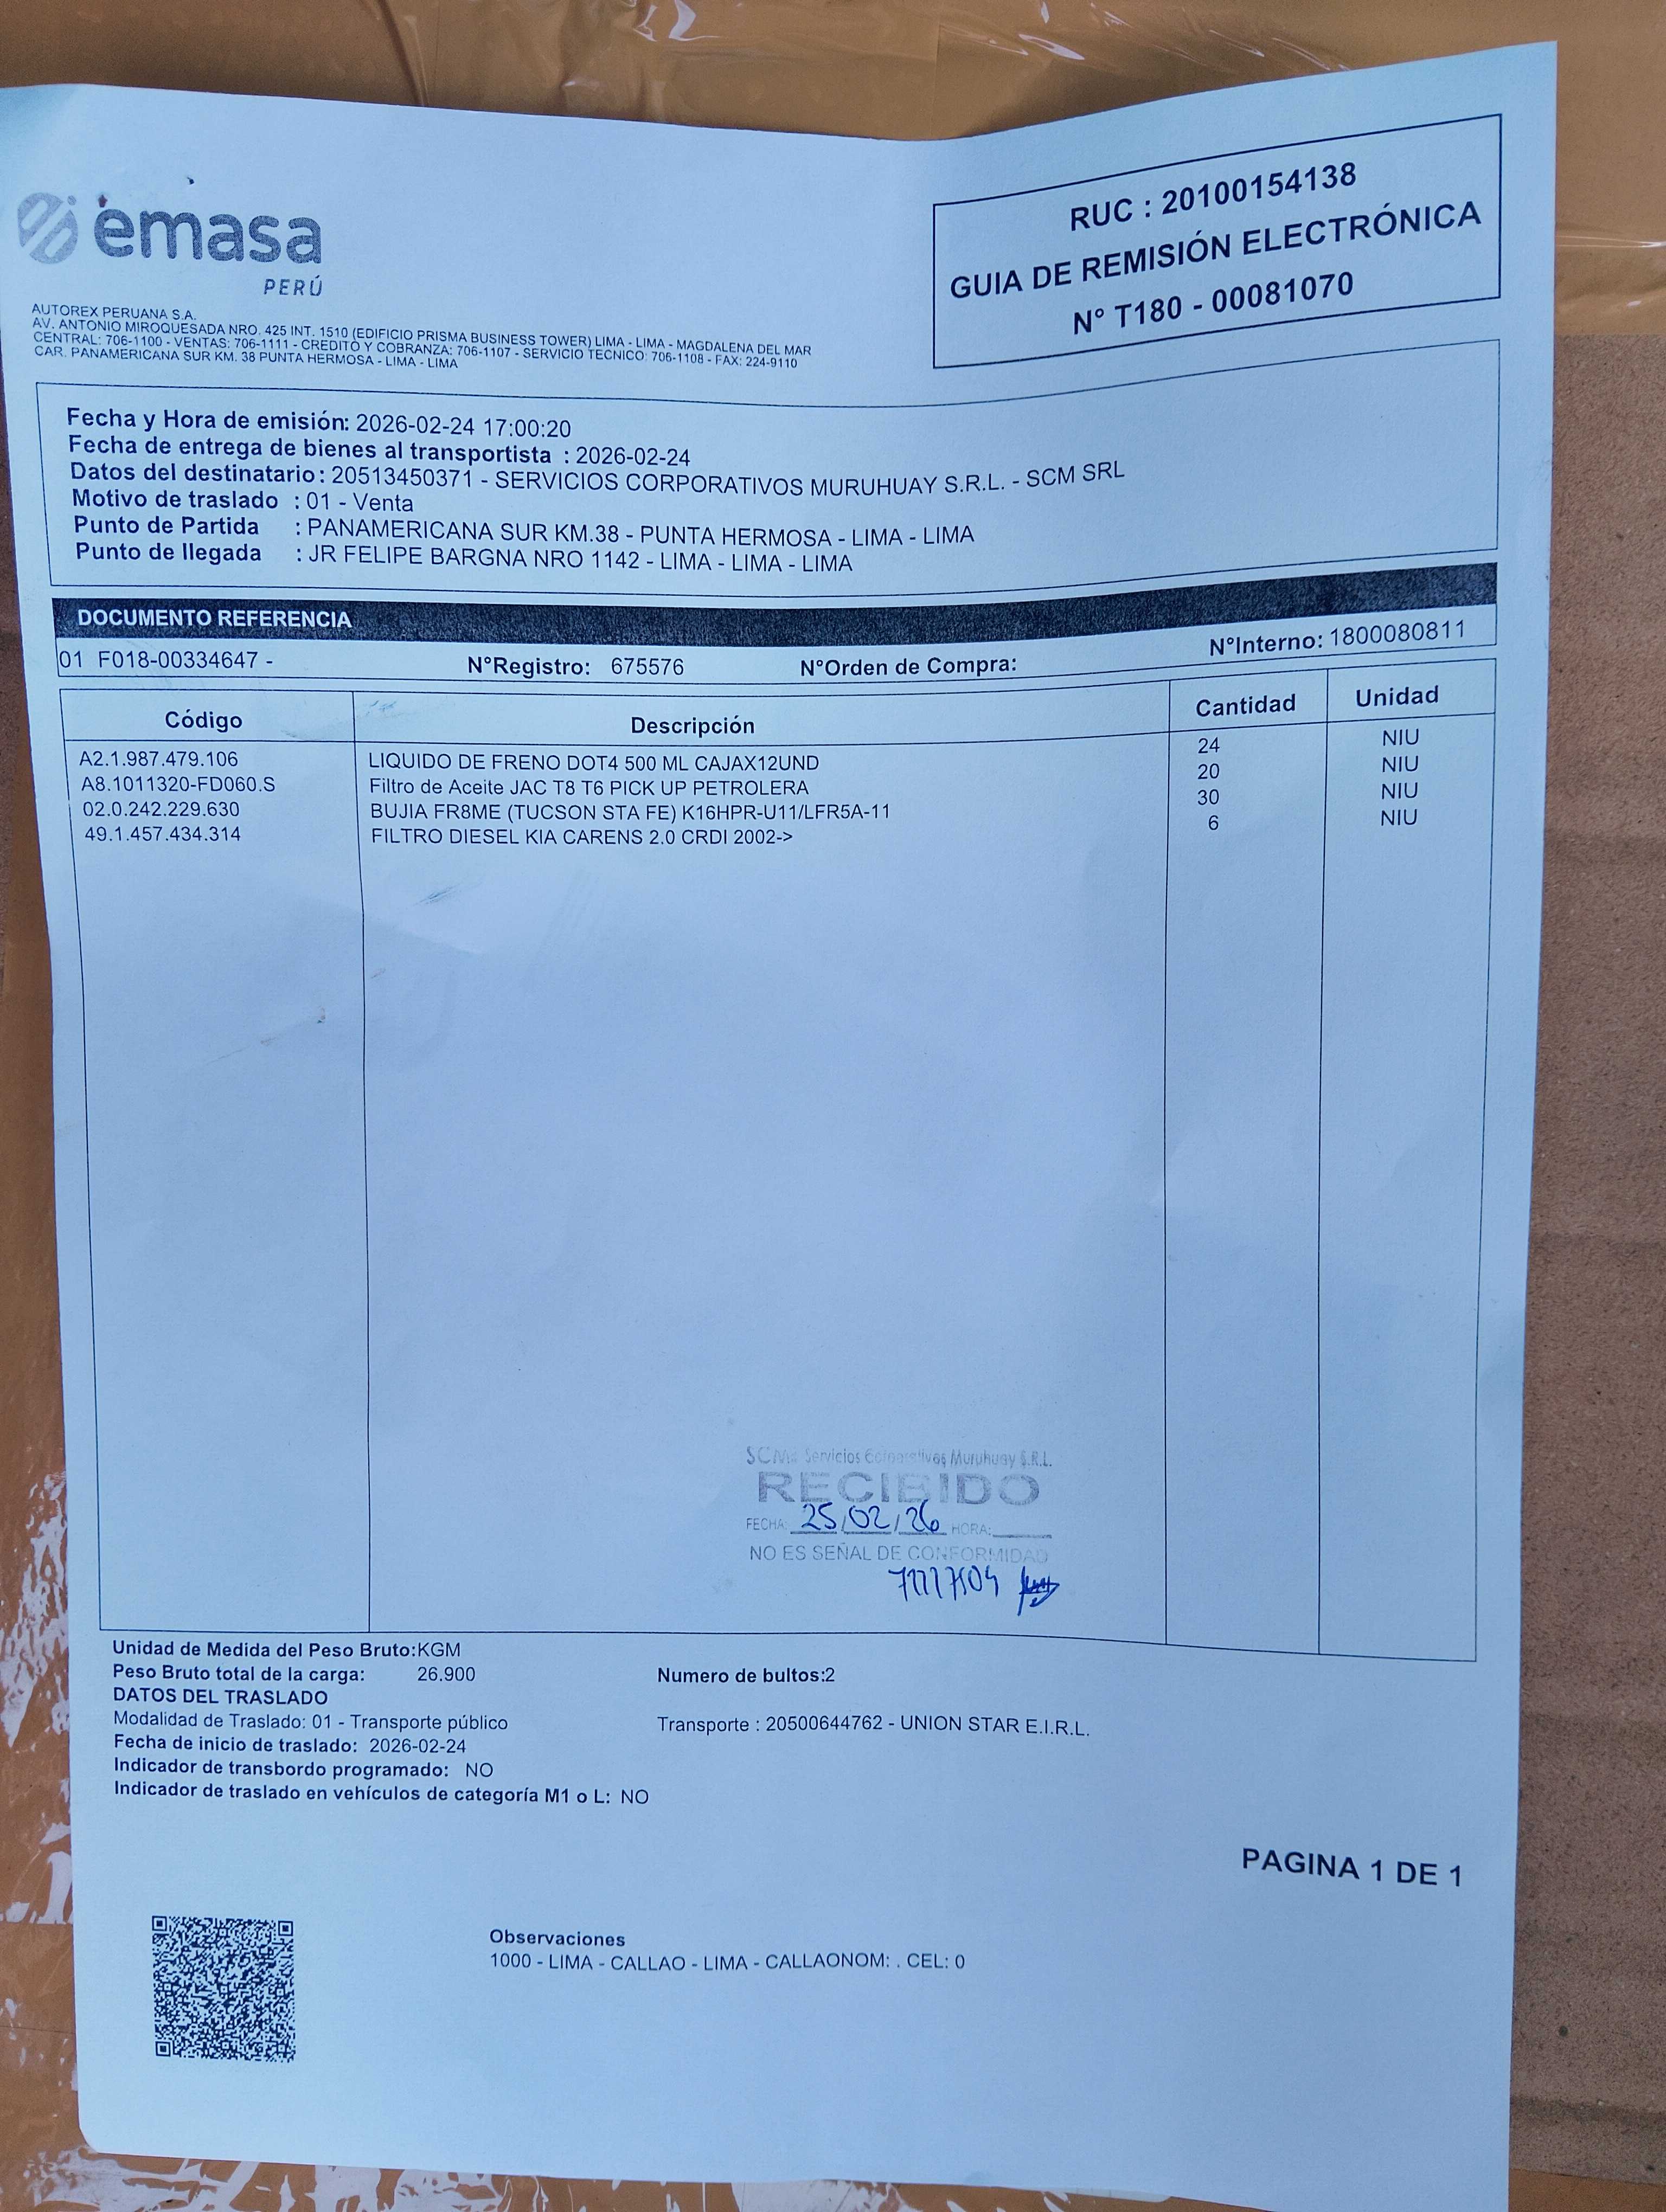 emasa
PERÚ
AUTOREX PERUANA S.A.
AV. ANTONIO MIROQUESADA NRO. 425 INT. 1510 (EDIFICIO PRISMA BUSINESS TOWER) LIMA - LIMA - MAGDALENA DEL MAR
CENTRAL: 706-1100 - VENTAS: 706-1111 - CREDITO Y COBRANZA: 706-1107 - SERVICIO TECNICO: 706-1108 - FAX: 224-9110
CAR. PANAMERICANA SUR KM. 38 PUNTA HERMOSA - LIMA - LIMA
RUC : 20100154138
GUIA DE REMISIÓN ELECTRÓNICA
N° T180 - 00081070
Fecha y Hora de emisión: 2026-02-24 17:00:20
Fecha de entrega de bienes al transportista : 2026-02-24
Datos del destinatario : 20513450371 - SERVICIOS CORPORATIVOS MURUHUAY S.R.L. - SCM SRL
Motivo de traslado : 01 - Venta
Punto de Partida : PANAMERICANA SUR KM.38 - PUNTA HERMOSA - LIMA - LIMA
Punto de llegada : JR FELIPE BARGNA NRO 1142 - LIMA - LIMA - LIMA
DOCUMENTO REFERENCIA
01 F018-00334647 - N°Registro: 675576 N°Orden de Compra: N°Interno: 1800080811
Código Descripción Cantidad Unidad
A2.1.987.479.106 LIQUIDO DE FRENO DOT4 500 ML CAJAX12UND 24 NIU
A8.1011320-FD060.S Filtro de Aceite JAC T8 T6 PICK UP PETROLERA 20 NIU
02.0.242.229.630 BUJIA FR8ME (TUCSON STA FE) K16HPR-U11/LFR5A-11 30 NIU
49.1.457.434.314 FILTRO DIESEL KIA CARENS 2.0 CRDI 2002-> 6 NIU
Servicios Muruhuay S.R.L.
RECIBIDO
FECHA: 25/02/26 HORA:
NO ES SEÑAL DE CONFORMIDAD
Unidad de Medida del Peso Bruto:KGM
Peso Bruto total de la carga: 26.900 Numero de bultos:2
DATOS DEL TRASLADO
Modalidad de Traslado: 01 - Transporte público Transporte : 20500644762 - UNION STAR E.I.R.L.
Fecha de inicio de traslado: 2026-02-24
Indicador de transbordo programado: NO
Indicador de traslado en vehículos de categoría M1 o L: NO
PAGINA 1 DE 1
Observaciones
1000 - LIMA - CALLAO - LIMA - CALLAONOM: . CEL: 0